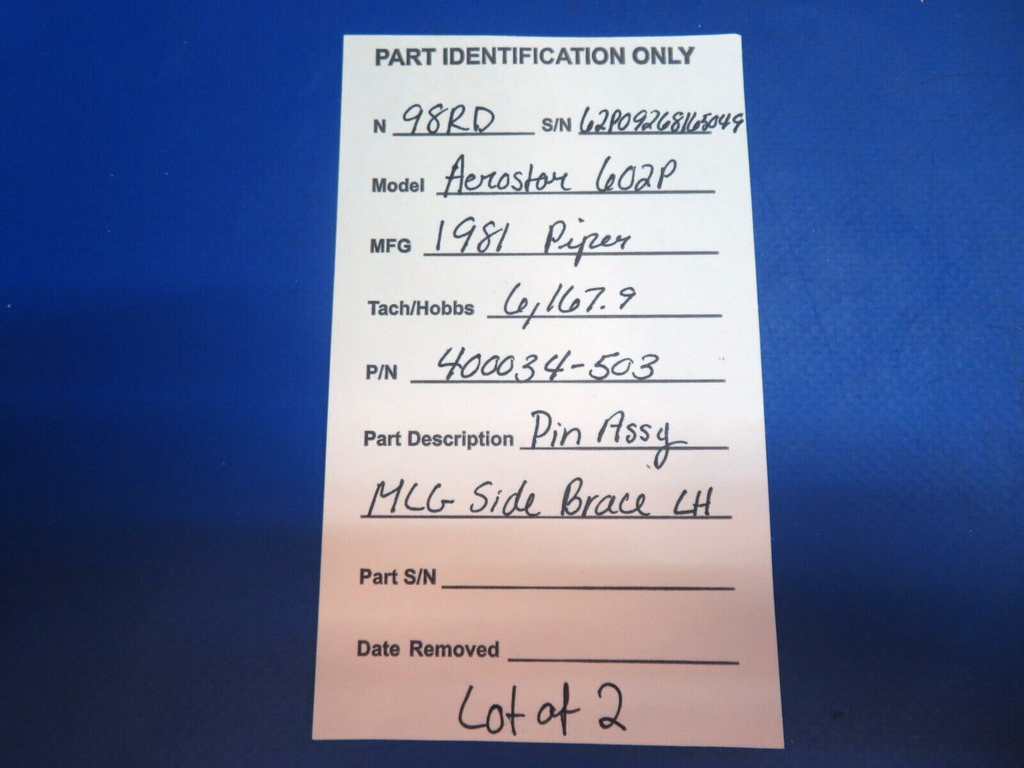 PART IDENTIFICATION ONLY
N 98RD S/N 62P09268165049
Model Aerostar 602P
MFG 1981 Piper
Tach/Hobbs 6,167.9
P/N 400034-503
Part Description Pin Assy
MLG Side Brace LH
Part S/N
Date Removed
Lot of 2